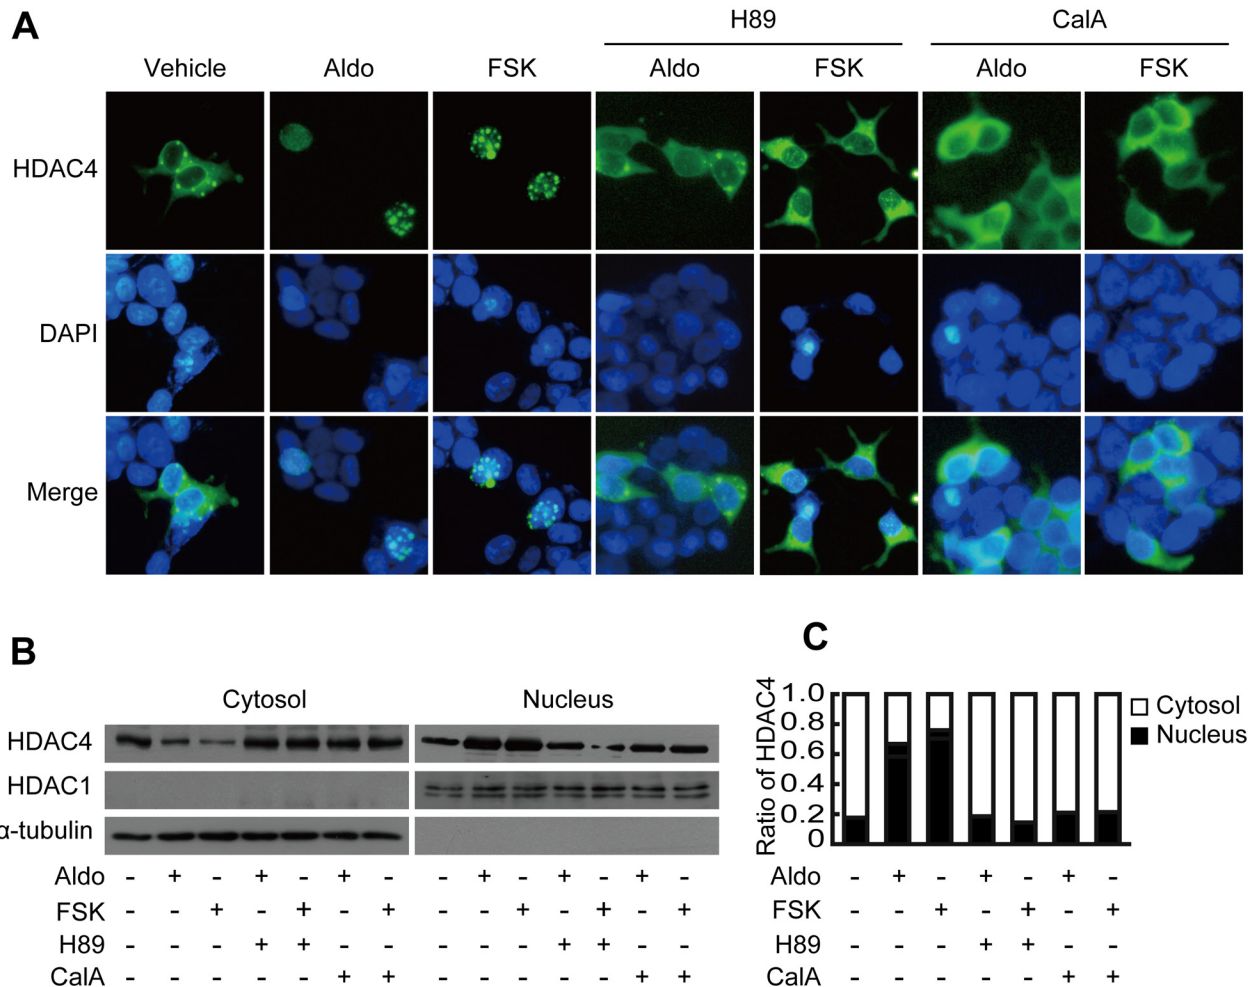 A
H89 CalA
Vehicle Aldo FSK Aldo FSK Aldo FSK
HDAC4
DAPI
Merge
B
Cytosol Nucleus
HDAC4
HDAC1
α-tubulin
Aldo - + - + - + - - + - + - + -
FSK - - + - + - + - - + - + - +
H89 - - - + + - - - - - + + - -
CalA - - - - - + + - - - - - + +
C
Ratio of HDAC4
1.0
0.8
0.6
0.4
0.2
0
Cytosol
Nucleus
Aldo - + - + - + -
FSK - - + - + - +
H89 - - - + + - -
CalA - - - - - + +